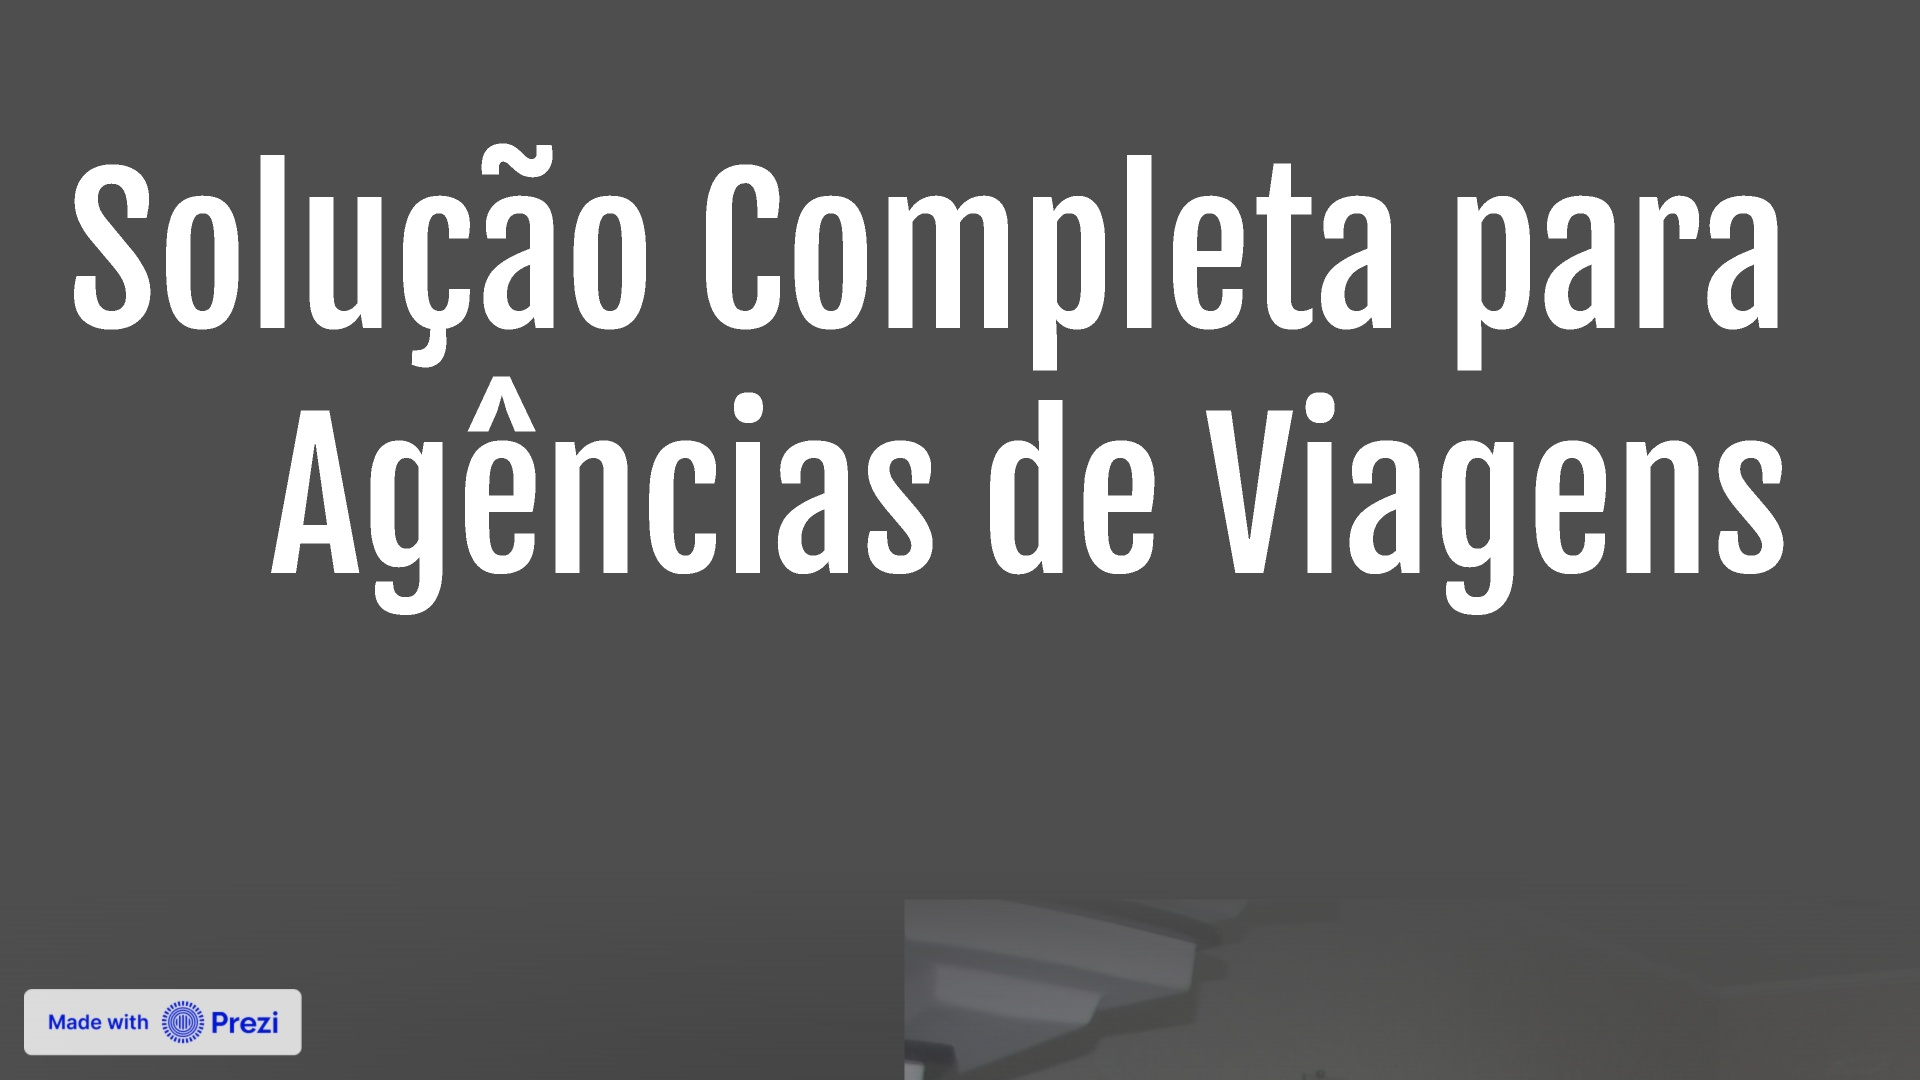 Solução Completa para
Agências de Viagens
Made with Prezi